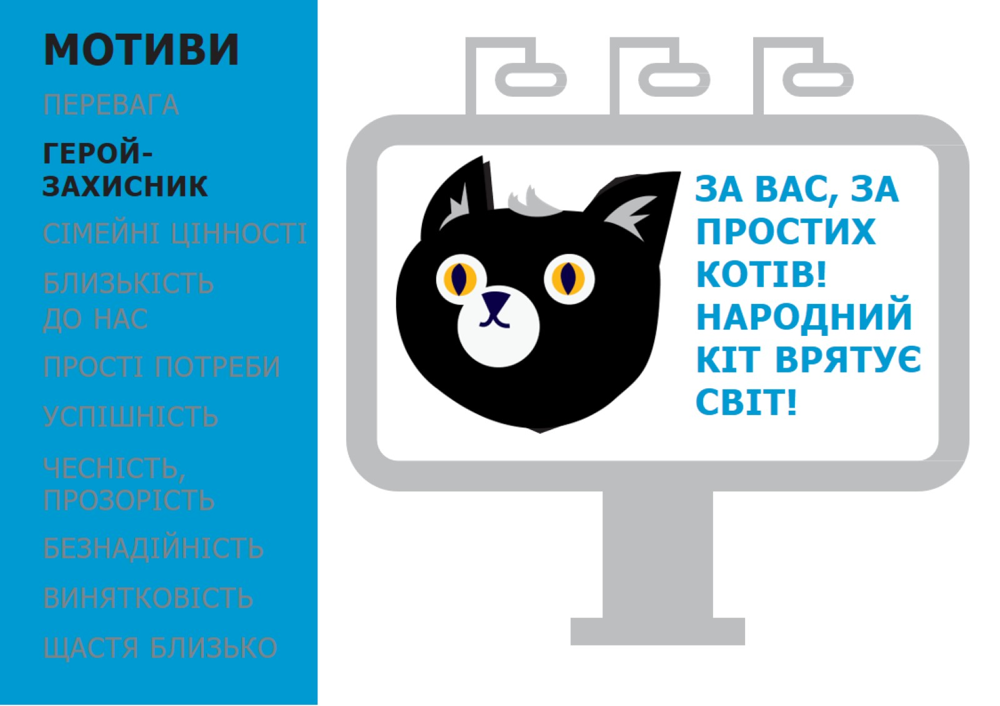 МОТИВИ
ПЕРЕВАГА
ГЕРОЙ-
ЗАХИСНИК
СІМЕЙНІ ЦІННОСТІ
БЛИЗЬКІСТЬ
ДО НАС
ПРОСТІ ПОТРЕБИ
УСПІШНІСТЬ
ЧЕСНІСТЬ,
ПРОЗОРІСТЬ
БЕЗНАДІЙНІСТЬ
ВИНЯТКОВІСТЬ
ЩАСТЯ БЛИЗЬКО
ЗА ВАС, ЗА
ПРОСТИХ
КОТІВ!
НАРОДНИЙ
КІТ ВРЯТУЄ
СВІТ!